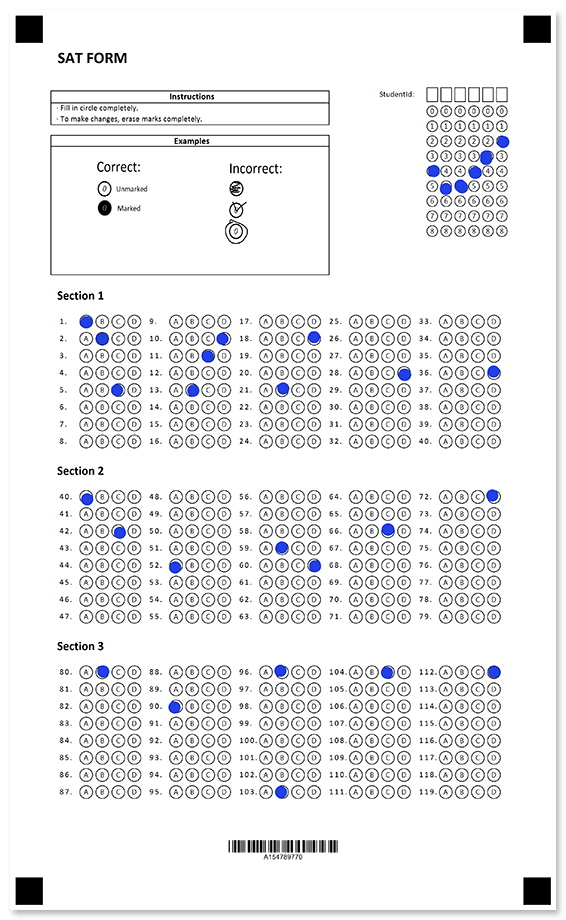 SAT FORM
Instructions
· Fill in circle completely.
· To make changes, erase marks completely.
StudentId:
0 0 0 0 0 0
1 1 1 1 1 1
2 2 2 2 2
3 3 3 3 3
4 4 4 4
5 5 5 5
6 6 6 6 6 6
7 7 7 7 7 7
8 8 8 8 8 8
Examples
Correct: Incorrect:
0 Unmarked
Marked
0
Section 1
1. B C D 9. A B C D 17. A B C D 25. A B C D 33. A B C D
2. A C D 10. A B C 18. A B C 26. A B C D 34. A B C D
3. A B C D 11. A B D 19. A B C D 27. A B C D 35. A B C D
4. A B C D 12. A B C D 20. A B C D 28. A B C 36. A B C
5. A B D 13. A C D 21. A C D 29. A B C D 37. A B C D
6. A B C D 14. A B C D 22. A B C D 30. A B C D 38. A B C D
7. A B C D 15. A B C D 23. A B C D 31. A B C D 39. A B C D
8. A B C D 16. A B C D 24. A B C D 32. A B C D 40. A B C D
Section 2
40. B C D 48. A B C D 56. A B C D 64. A B C D 72. A B C
41. A B C D 49. A B C D 57. A B C D 65. A B C D 73. A B C D
42. A B D 50. A B C D 58. A B C D 66. A B D 74. A B C D
43. A B C D 51. A B C D 59. A C D 67. A B C D 75. A B C D
44. A B C D 52. B C D 60. A B C 68. A B C D 76. A B C D
45. A B C D 53. A B C D 61. A B C D 69. A B C D 77. A B C D
46. A B C D 54. A B C D 62. A B C D 70. A B C D 78. A B C D
47. A B C D 55. A B C D 63. A B C D 71. A B C D 79. A B C D
Section 3
80. A C D 88. A B C D 96. A C D 104. A B D 112. A B C
81. A B C D 89. A B C D 97. A B C D 105. A B C D 113. A B C D
82. A B C D 90. B C D 98. A B C D 106. A B C D 114. A B C D
83. A B C D 91. A B C D 99. A B C D 107. A B C D 115. A B C D
84. A B C D 92. A B C D 100. A B C D 108. A B C D 116. A B C D
85. A B C D 93. A B C D 101. A B C D 109. A B C D 117. A B C D
86. A B C D 94. A B C D 102. A B C D 110. A B C D 118. A B C D
87. A B C D 95. A B C D 103. A C D 111. A B C D 119. A B C D
A154789770